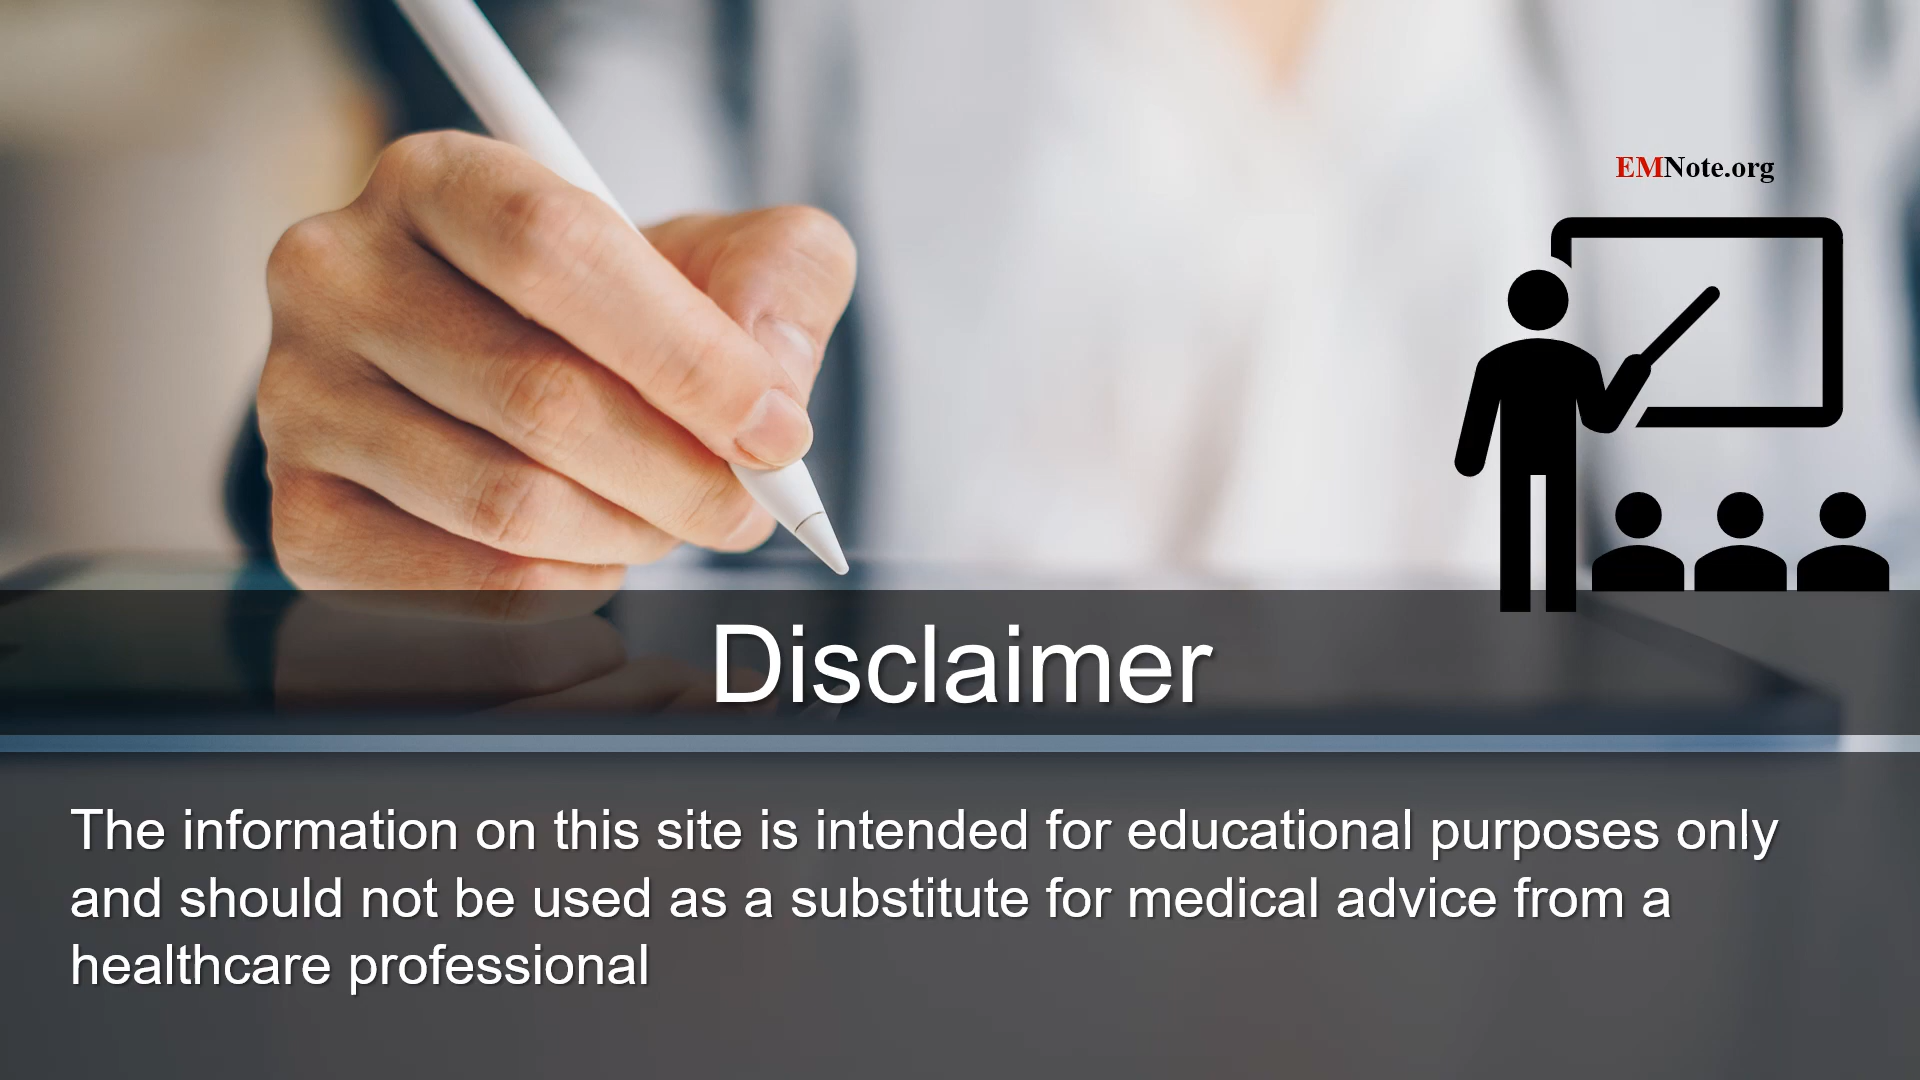 EMNote.org
Disclaimer
The information on this site is intended for educational purposes only
and should not be used as a substitute for medical advice from a
healthcare professional